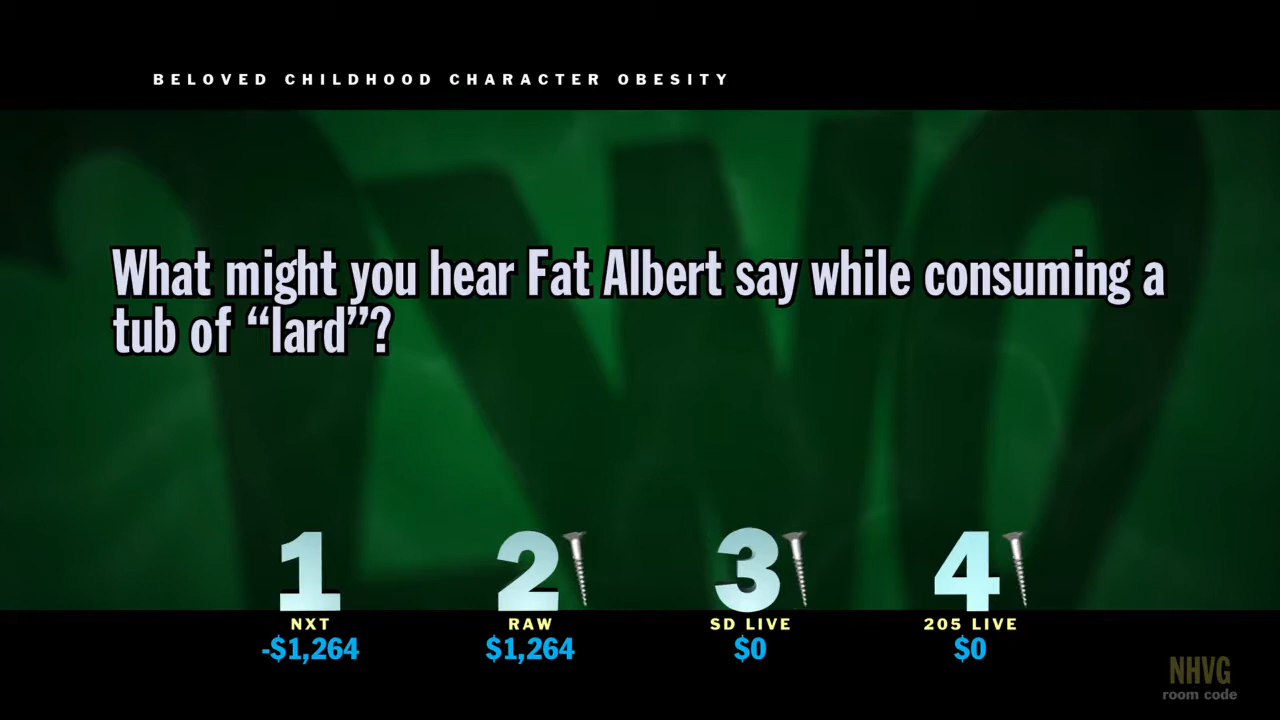 BELOVED CHILDHOOD CHARACTER OBESITY
What might you hear Fat Albert say while consuming a
tub of “lard”?
1 2 3 4
NXT RAW SD LIVE 205 LIVE
-$1,264 $1,264 $0 $0
NHVG
room code